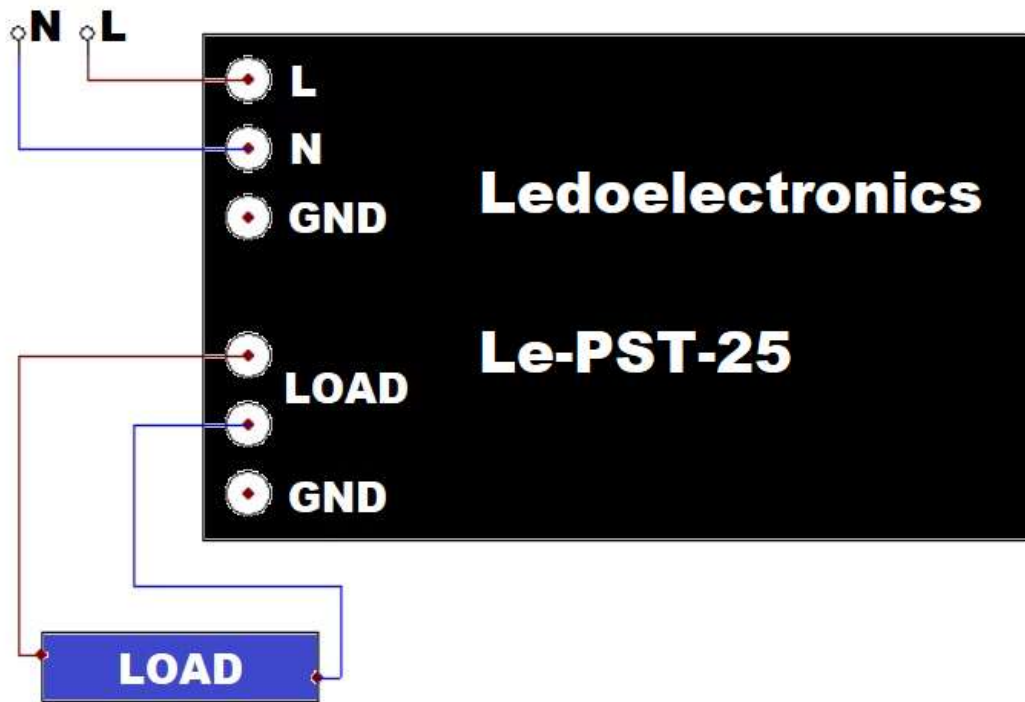 N L
L
N
GND
Ledoelectronics
Le-PST-25
LOAD
GND
LOAD